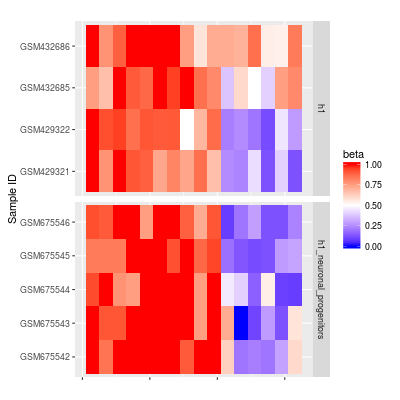 GSM432686
GSM432685
GSM429322
GSM429321
h1
GSM675546
GSM675545
GSM675544
GSM675543
GSM675542
h1_neuronal_progenitors
Sample ID
beta
1.00
0.75
0.50
0.25
0.00